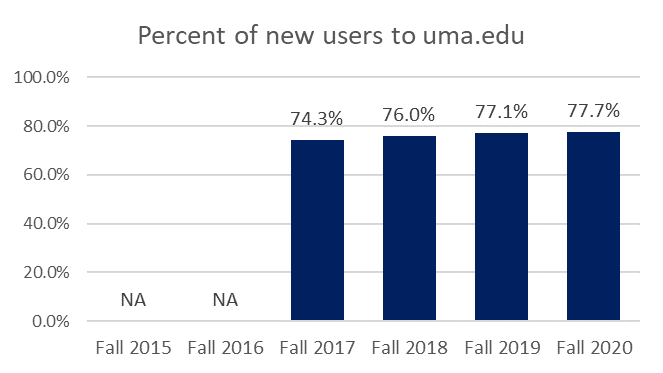 Percent of new users to uma.edu
100.0%
80.0%
60.0%
40.0%
20.0%
0.0%
NA
NA
74.3%
76.0%
77.1%
77.7%
Fall 2015 Fall 2016 Fall 2017 Fall 2018 Fall 2019 Fall 2020